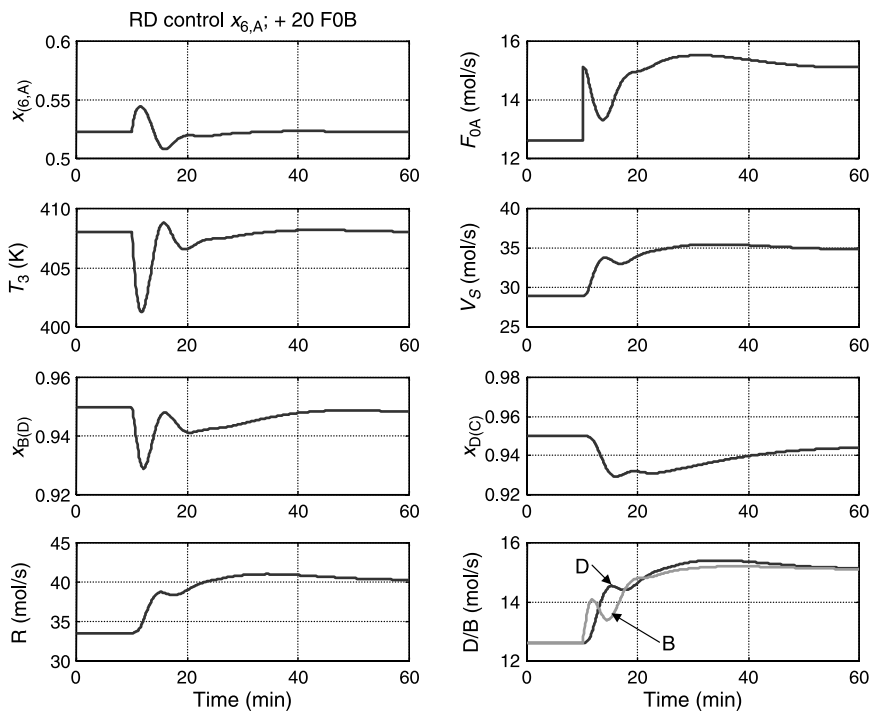 RD control x6,A; + 20 F0B
0.6
0.55
0.5
x(6,A)
0 20 40 60
16
14
12
F0A (mol/s)
0 20 40 60
410
405
400
T3 (K)
0 20 40 60
40
35
30
25
VS (mol/s)
0 20 40 60
0.96
0.94
0.92
xB(D)
0 20 40 60
0.98
0.96
0.94
0.92
xD(C)
0 20 40 60
45
40
35
30
R (mol/s)
0 20 40 60
Time (min)
16
14
12
D/B (mol/s)
D
B
0 20 40 60
Time (min)